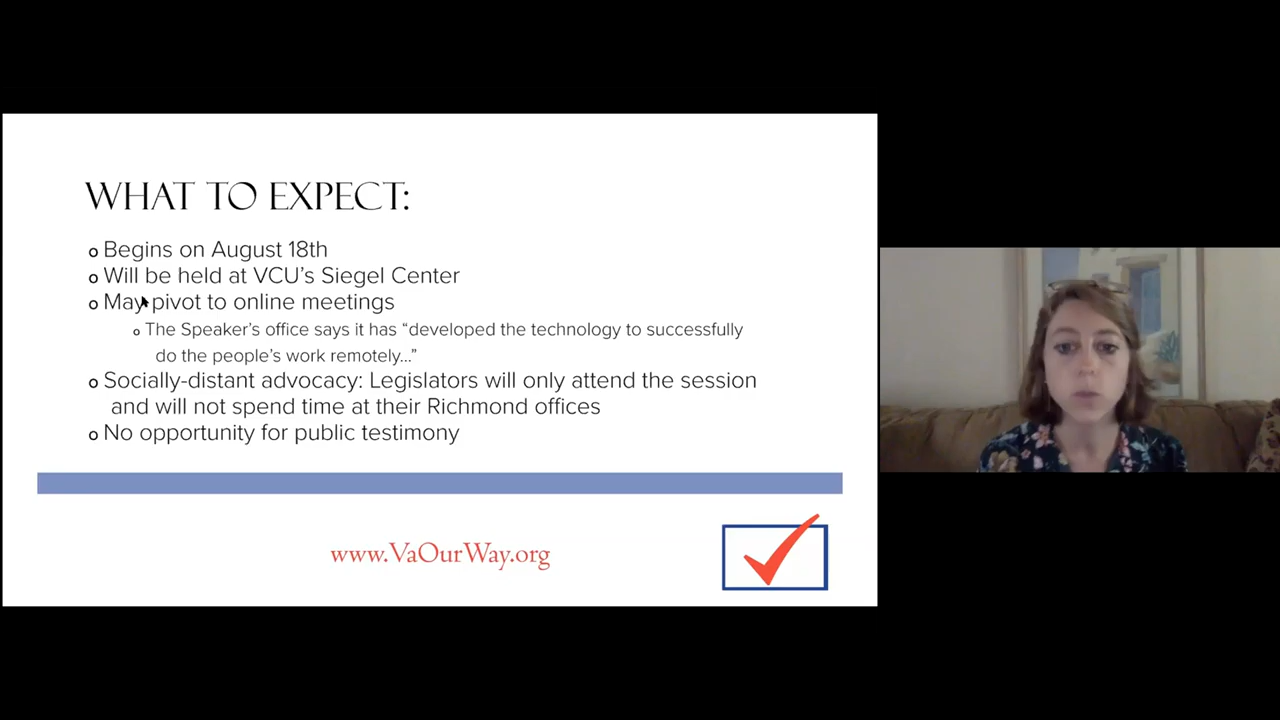 WHAT TO EXPECT:
o Begins on August 18th
o Will be held at VCU's Siegel Center
o May pivot to online meetings
o The Speaker's office says it has “developed the technology to successfully
do the people's work remotely...”
o Socially-distant advocacy: Legislators will only attend the session
and will not spend time at their Richmond offices
o No opportunity for public testimony
www.VaOurWay.org